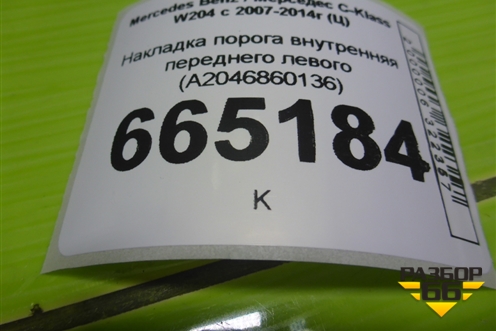 Mercedes Benz / Мерседес C-Klass
W204 с 2007-2014г (Ц)
Накладка порога внутренняя
переднего левого
(A2046860136)
665184
К
РАЗБОР
66